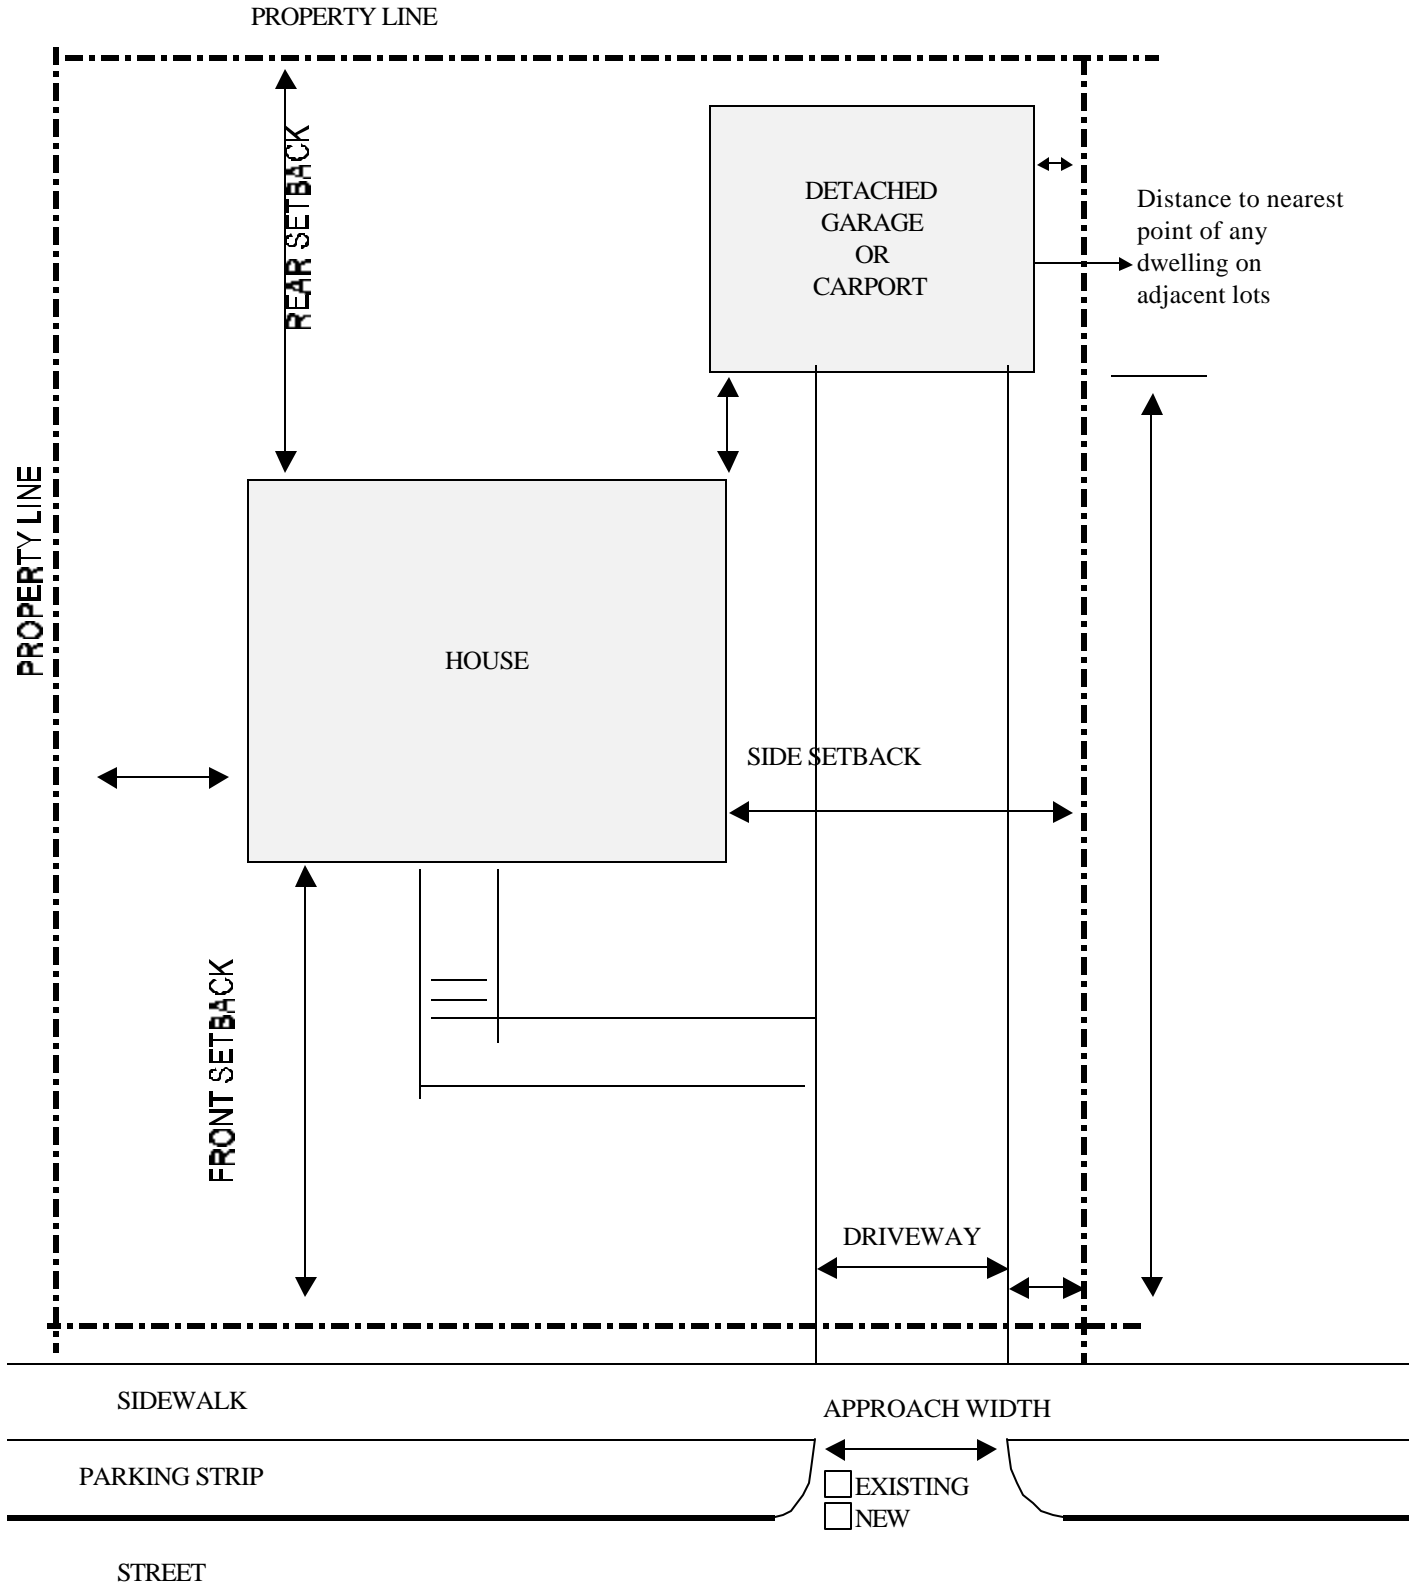 PROPERTY LINE
REAR SETBACK
DETACHED
GARAGE
OR
CARPORT
Distance to nearest
point of any
dwelling on
adjacent lots
PROPERTY LINE
HOUSE
SIDE SETBACK
FRONT SETBACK
DRIVEWAY
SIDEWALK
APPROACH WIDTH
PARKING STRIP
EXISTING
NEW
STREET